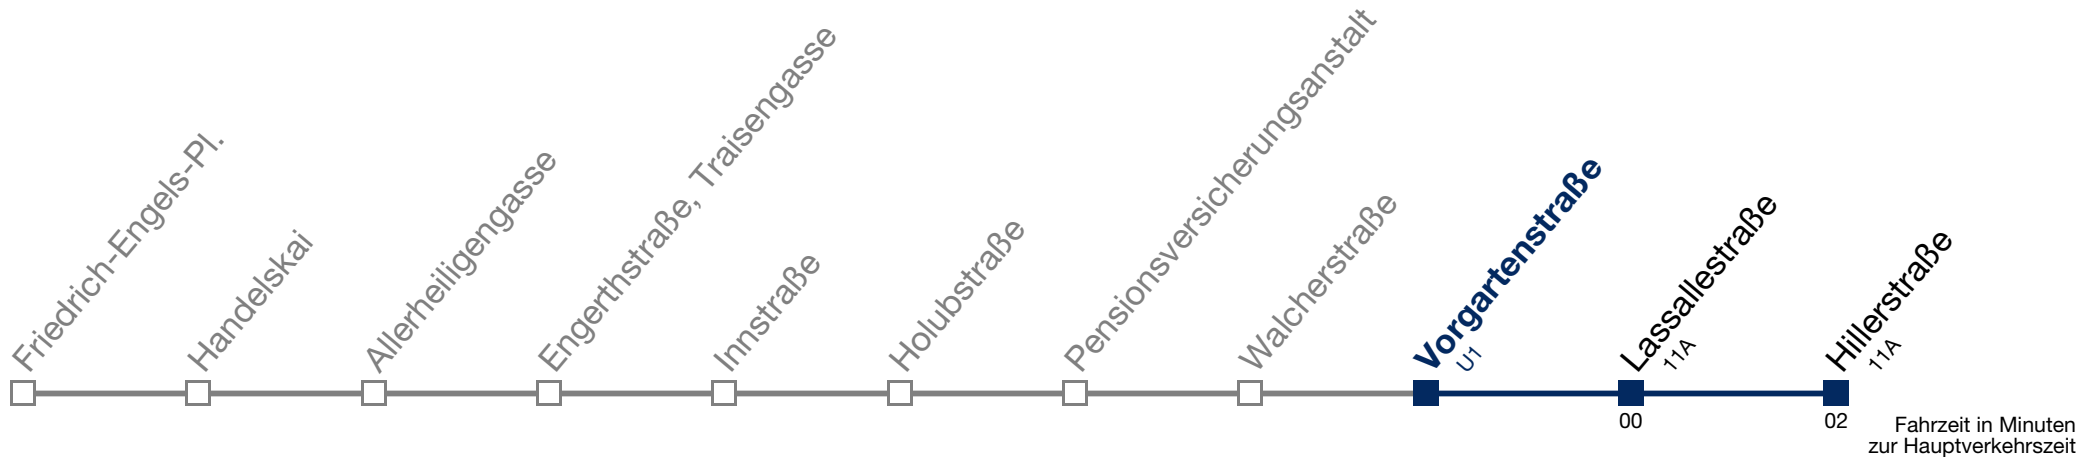 Friedrich-Engels-Pl.
Handelskai
Allerheiligengasse
Engerthstraße, Traisengasse
Innstraße
Holubstraße
Pensionsversicherungsanstalt
Walcherstraße
Vorgartenstraße
U1
Lassallestraße
11A
Hillerstraße
11A
00
02
Fahrzeit in Minuten
zur Hauptverkehrszeit